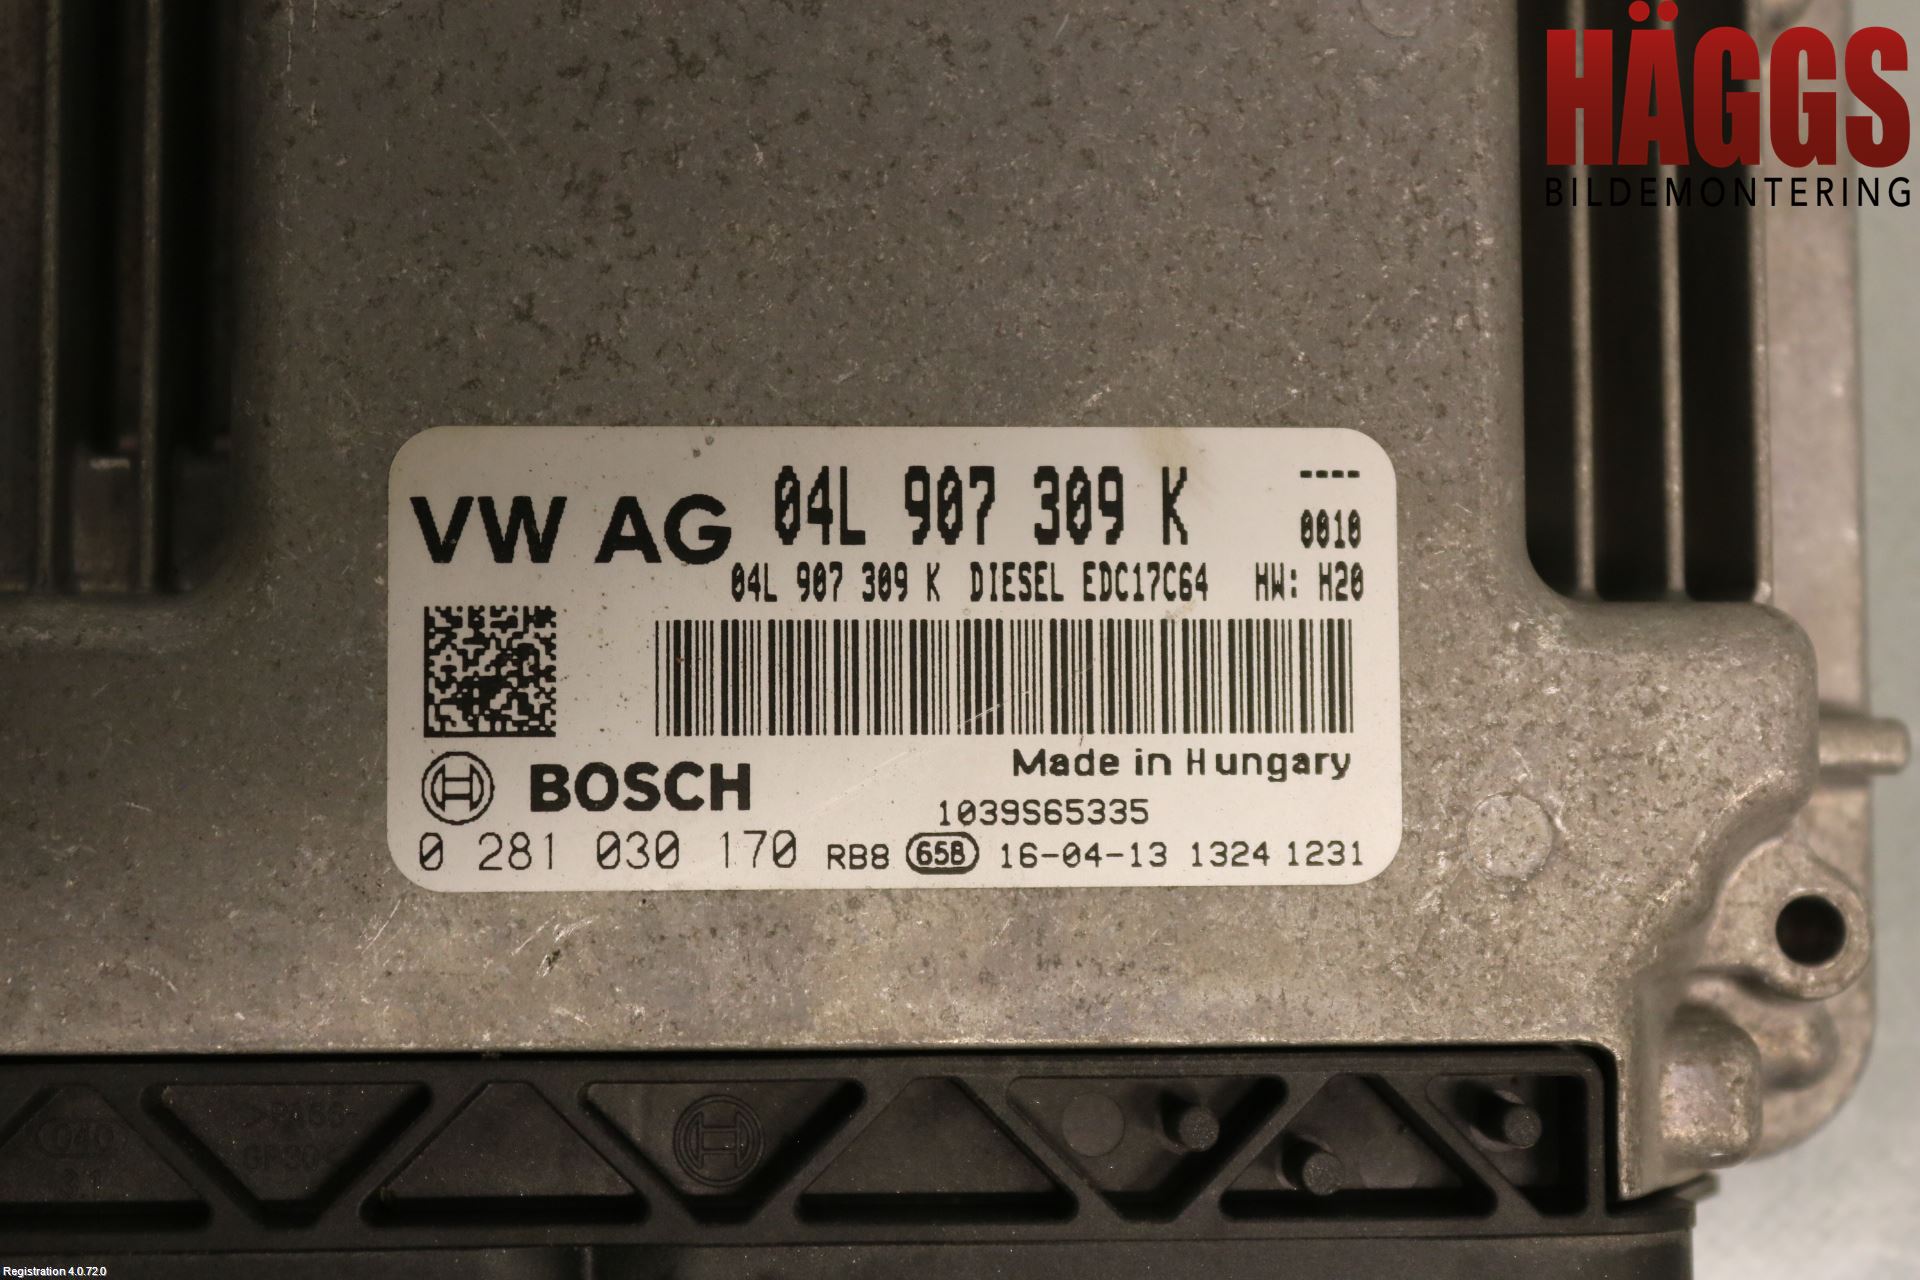 HÄGGS
BILDEMONTERING
VW AG 04L 907 309 K ----
0010
04L 907 309 K DIESEL EDC17C64 HW: H20
Made in Hungary
BOSCH
1039S65335
0 281 030 170 RB8 65B 16-04-13 1324 1231
Registration 4.0.72.0